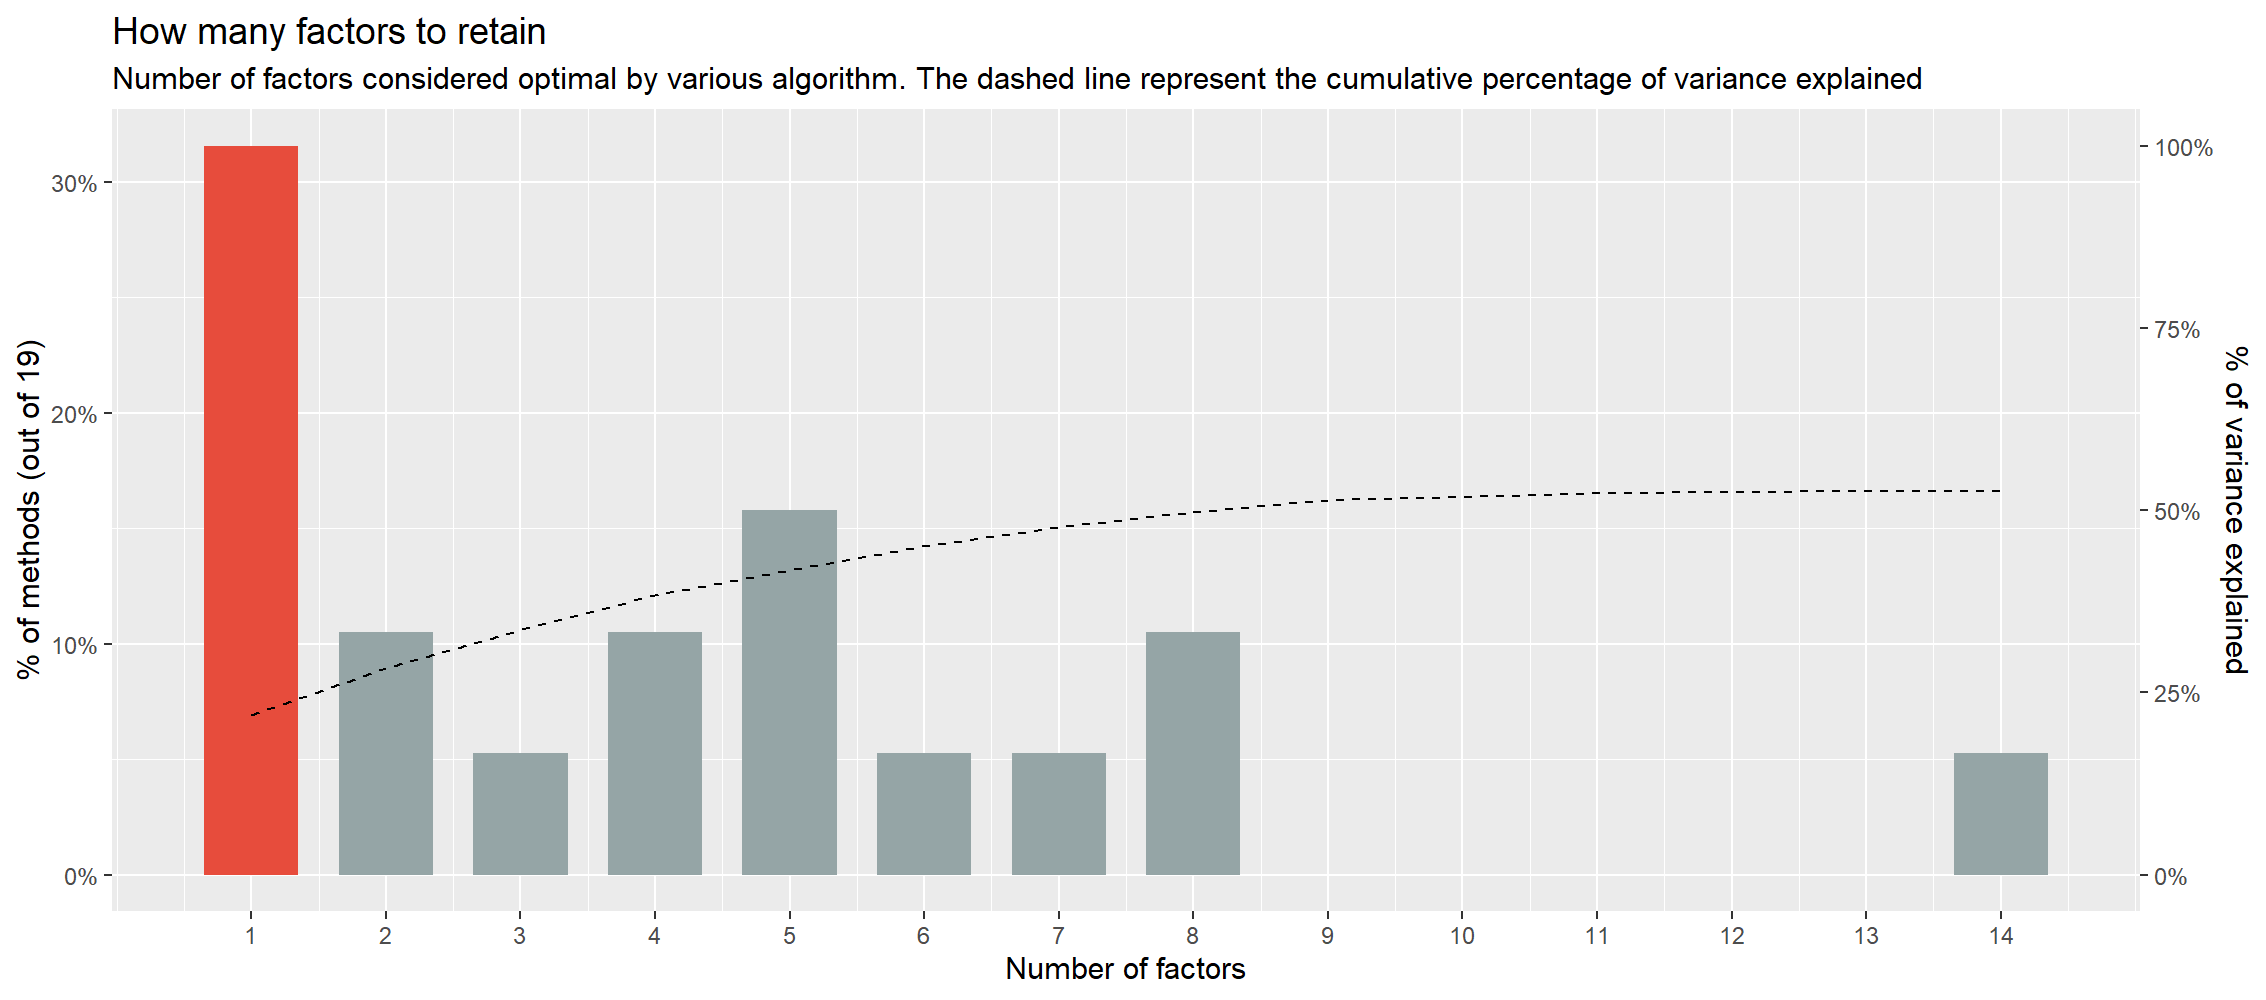 How many factors to retain
Number of factors considered optimal by various algorithm. The dashed line represent the cumulative percentage of variance explained
% of methods (out of 19)
30%
20%
10%
0%
100%
75%
50%
25%
0%
% of variance explained
1 2 3 4 5 6 7 8 9 10 11 12 13 14
Number of factors